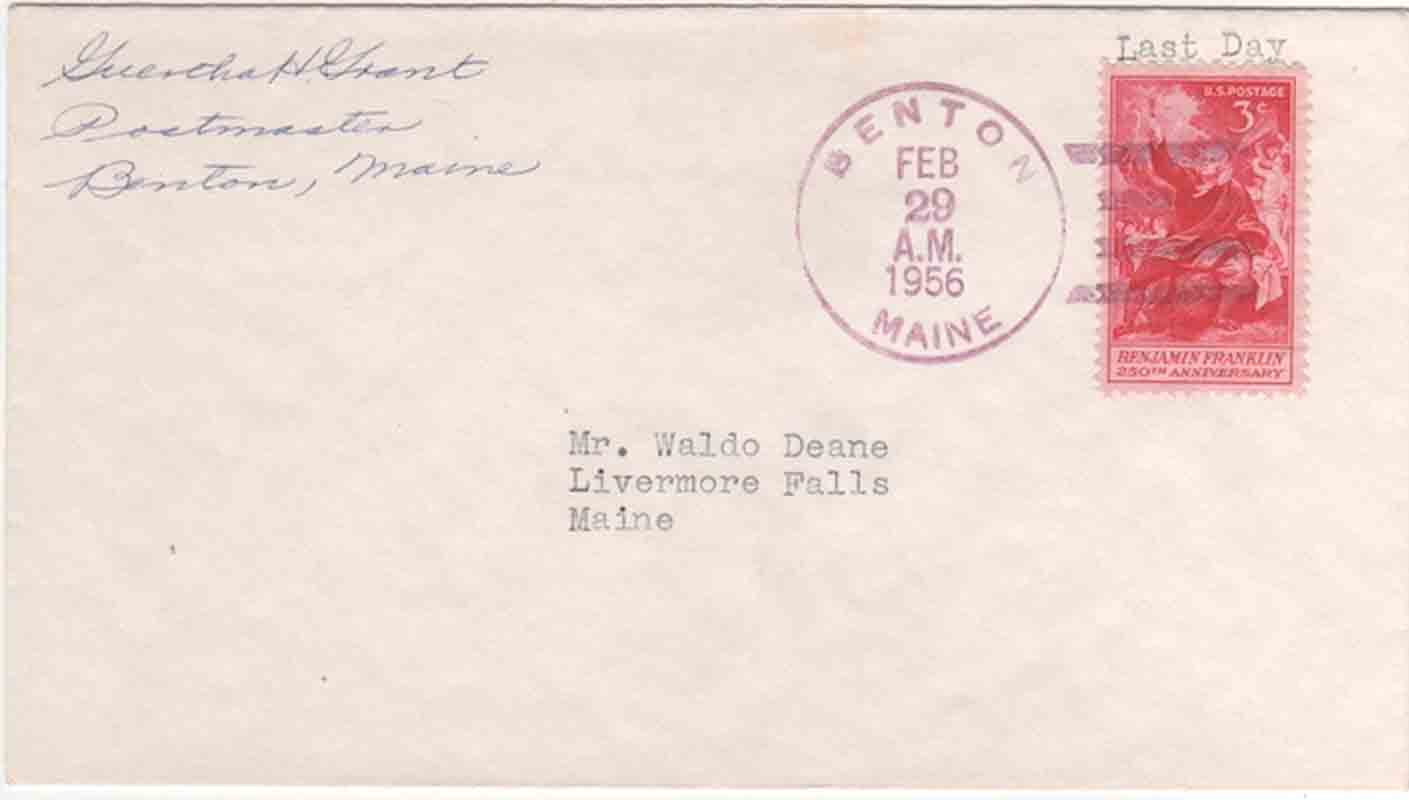 H. Grant
Postmaster
Benton, Maine
Last Day
BENTON
FEB
29
A.M.
1956
MAINE
U.S. POSTAGE
3¢
BENJAMIN FRANKLIN
250TH ANNIVERSARY
Mr. Waldo Deane
Livermore Falls
Maine